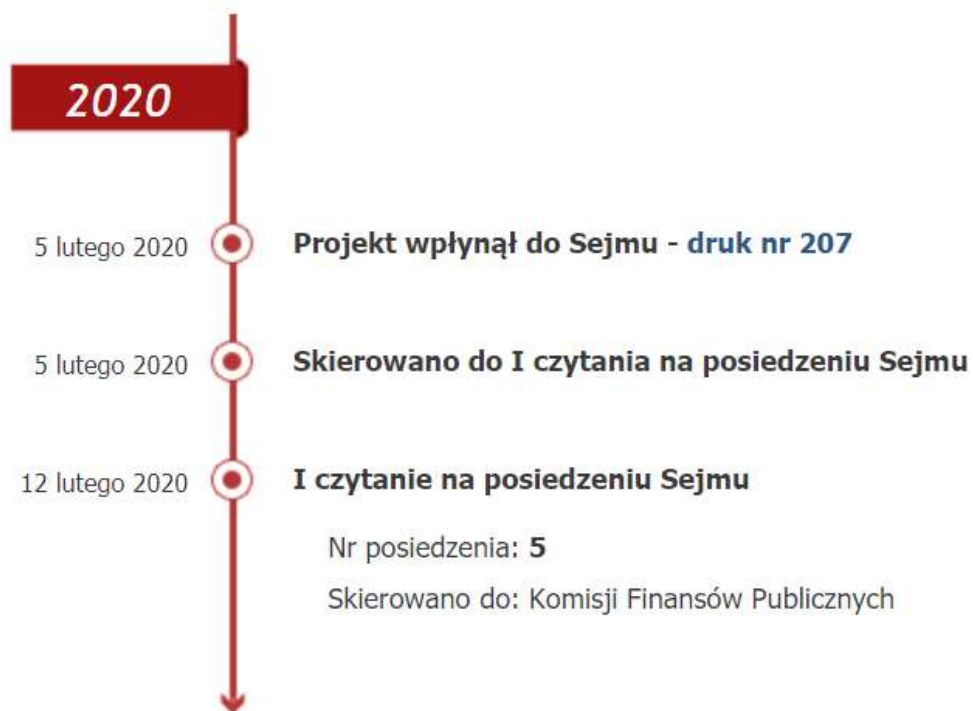 2020
5 lutego 2020 Projekt wpłynął do Sejmu - druk nr 207
5 lutego 2020 Skierowano do I czytania na posiedzeniu Sejmu
12 lutego 2020 I czytanie na posiedzeniu Sejmu
Nr posiedzenia: 5
Skierowano do: Komisji Finansów Publicznych